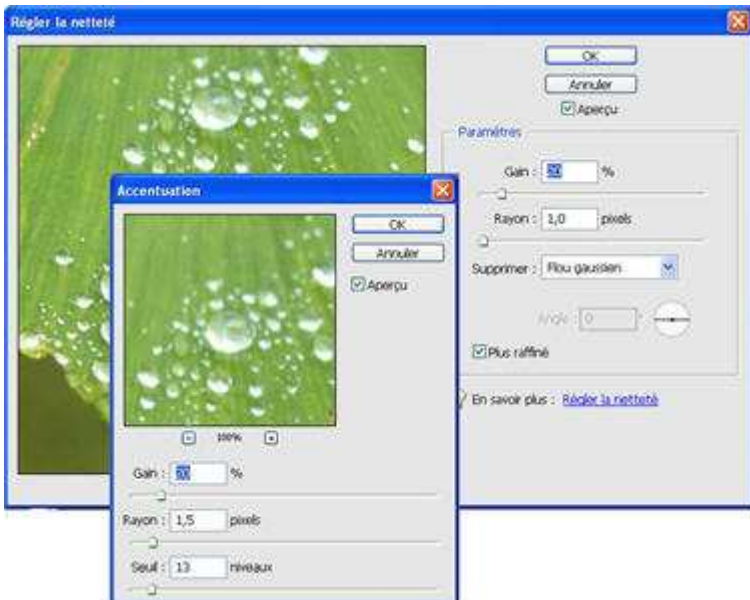 Régler la netteté
OK
Annuler
Aperçu
Paramètres
Gain : 20 %
Rayon : 1,0 pixels
Supprimer : Flou gaussien
Angle : 0 °
Plus raffiné
En savoir plus : Régler la netteté
Accentuation
OK
Annuler
Aperçu
100%
Gain : 20 %
Rayon : 1,5 pixels
Seuil : 13 niveaux